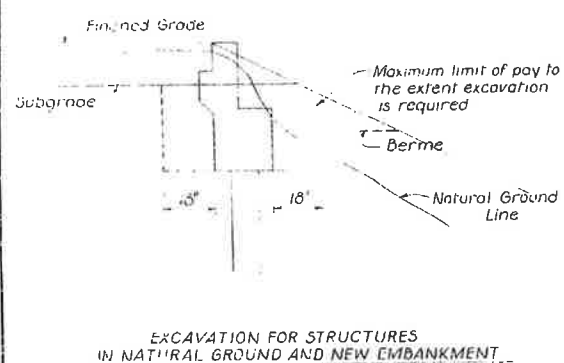 Finished Grade
Maximum limit of pay to
the extent excavation
is required
Subgrade
Berme
18"
18"
Natural Ground
Line
EXCAVATION FOR STRUCTURES
IN NATURAL GROUND AND NEW EMBANKMENT